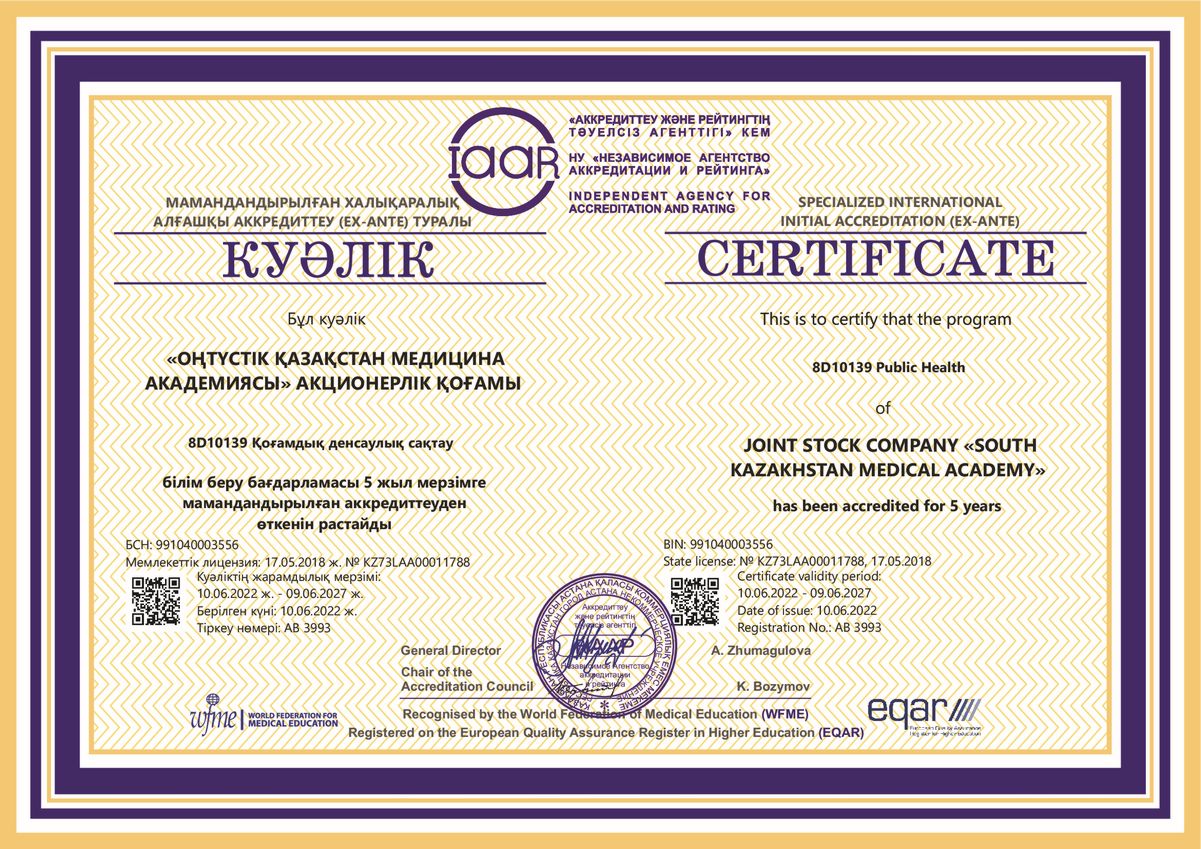 IAAR
«АККРЕДИТТЕУ ЖӘНЕ РЕЙТИНГТІҢ
ТӘУЕЛСІЗ АГЕНТТІГІ» КЕМ
НУ «НЕЗАВИСИМОЕ АГЕНТСТВО
АККРЕДИТАЦИИ И РЕЙТИНГА»
INDEPENDENT AGENCY FOR
ACCREDITATION AND RATING
МАМАНДАНДЫРЫЛҒАН ХАЛЫҚАРАЛЫҚ
АЛҒАШҚЫ АККРЕДИТТЕУ (EX-ANTE) ТУРАЛЫ
КУӘЛІК
Бұл куәлік
«ОҢТҮСТІК ҚАЗАҚСТАН МЕДИЦИНА
АКАДЕМИЯСЫ» АКЦИОНЕРЛІК ҚОҒАМЫ
8D10139 Қоғамдық денсаулық сақтау
білім беру бағдарламасы 5 жыл мерзімге
мамандандырылған аккредиттеуден
өткенін растайды
БСН: 991040003556
Мемлекеттік лицензия: 17.05.2018 ж. № KZ73LAA00011788
Куәліктің жарамдылық мерзімі:
10.06.2022 ж. - 09.06.2027 ж.
Берілген күні: 10.06.2022 ж.
Тіркеу нөмері: AB 3993
SPECIALIZED INTERNATIONAL
INITIAL ACCREDITATION (EX-ANTE)
CERTIFICATE
This is to certify that the program
8D10139 Public Health
of
JOINT STOCK COMPANY «SOUTH
KAZAKHSTAN MEDICAL ACADEMY»
has been accredited for 5 years
BIN: 991040003556
State license: № KZ73LAA00011788, 17.05.2018
Certificate validity period:
10.06.2022 - 09.06.2027
Date of issue: 10.06.2022
Registration No.: AB 3993
General Director
A. Zhumagulova
Chair of the
Accreditation Council
K. Bozymov
Аккредиттеу
және рейтингтің
тәуелсіз агенттігі
Независимое Агентство
аккредитации
и рейтинга
wfme
WORLD FEDERATION FOR
MEDICAL EDUCATION
Recognised by the World Federation of Medical Education (WFME)
Registered on the European Quality Assurance Register in Higher Education (EQAR)
eqar
European Quality Assurance
Register for Higher Education